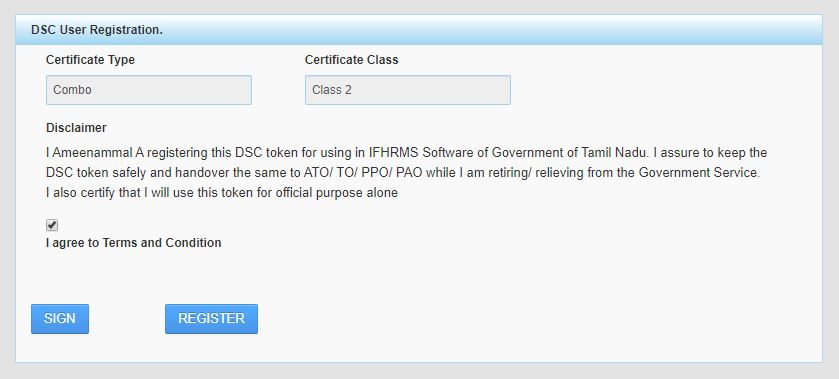 DSC User Registration.
Certificate Type Certificate Class
Combo Class 2
Disclaimer
I Ameenammal A registering this DSC token for using in IFHRMS Software of Government of Tamil Nadu. I assure to keep the
DSC token safely and handover the same to ATO/ TO/ PPO/ PAO while I am retiring/ relieving from the Government Service.
I also certify that I will use this token for official purpose alone
I agree to Terms and Condition
SIGN REGISTER